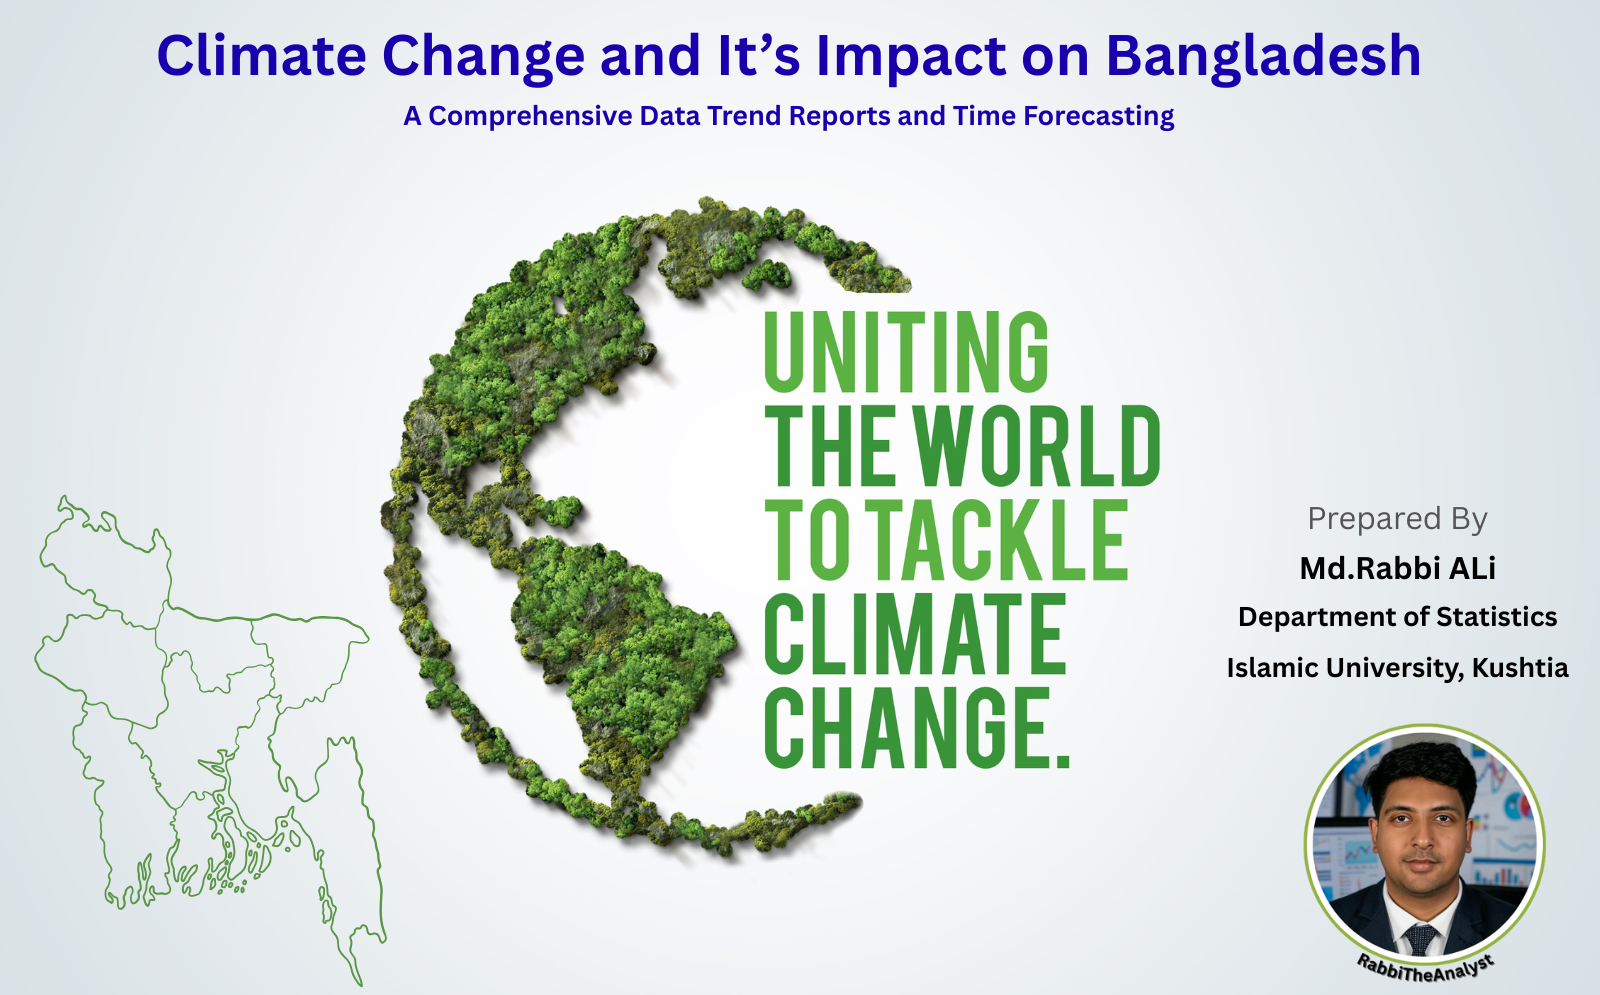 Climate Change and It’s Impact on Bangladesh
A Comprehensive Data Trend Reports and Time Forecasting
UNITING
THE WORLD
TO TACKLE
CLIMATE
CHANGE.
Prepared By
Md.Rabbi ALi
Department of Statistics
Islamic University, Kushtia
RabbiTheAnalyst